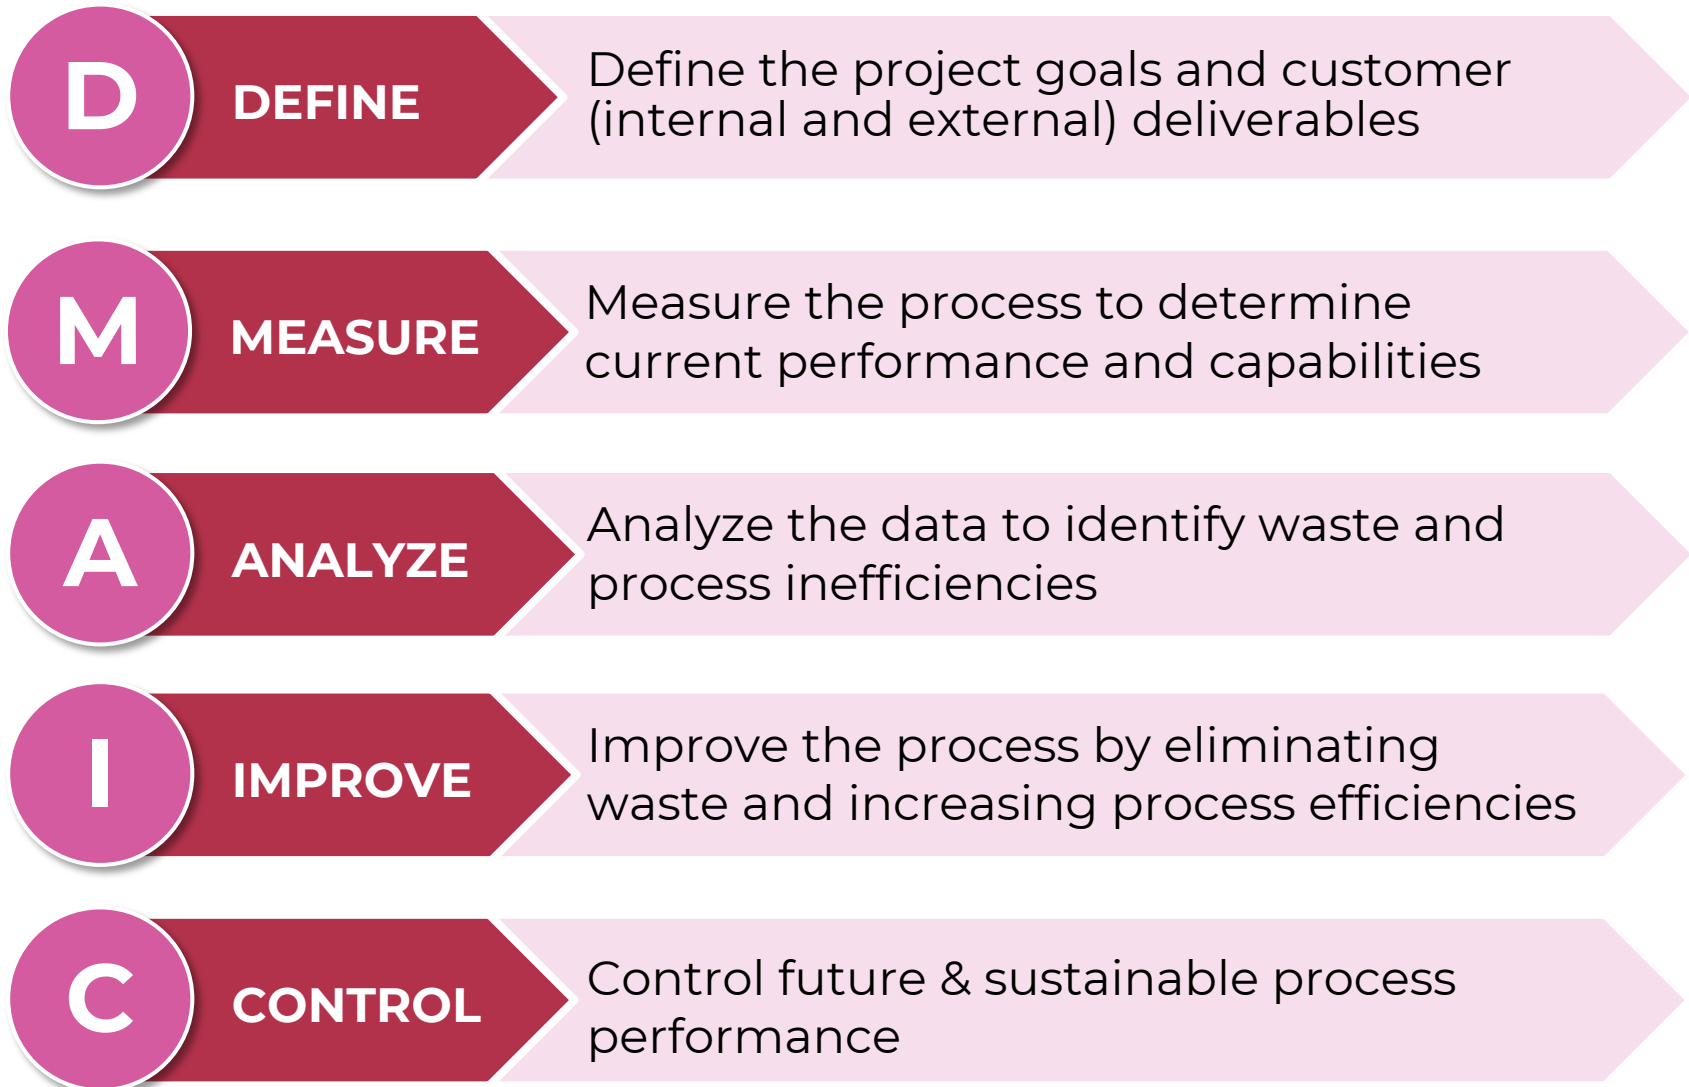 D
DEFINE
Define the project goals and customer
(internal and external) deliverables
M
MEASURE
Measure the process to determine
current performance and capabilities
A
ANALYZE
Analyze the data to identify waste and
process inefficiencies
I
IMPROVE
Improve the process by eliminating
waste and increasing process efficiencies
C
CONTROL
Control future & sustainable process
performance